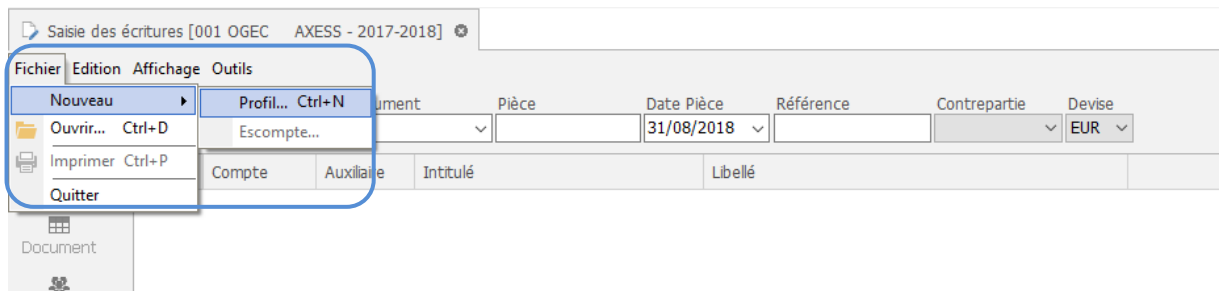 Saisie des écritures [001 OGEC AXESS - 2017-2018]
Fichier Edition Affichage Outils
Nouveau Profil... Ctrl+N
Pièce Date Pièce Référence Contrepartie Devise
Ouvrir... Ctrl+D Escompte... 31/08/2018 EUR
Imprimer Ctrl+P
Compte Auxiliaire Intitulé Libellé
Quitter
Document